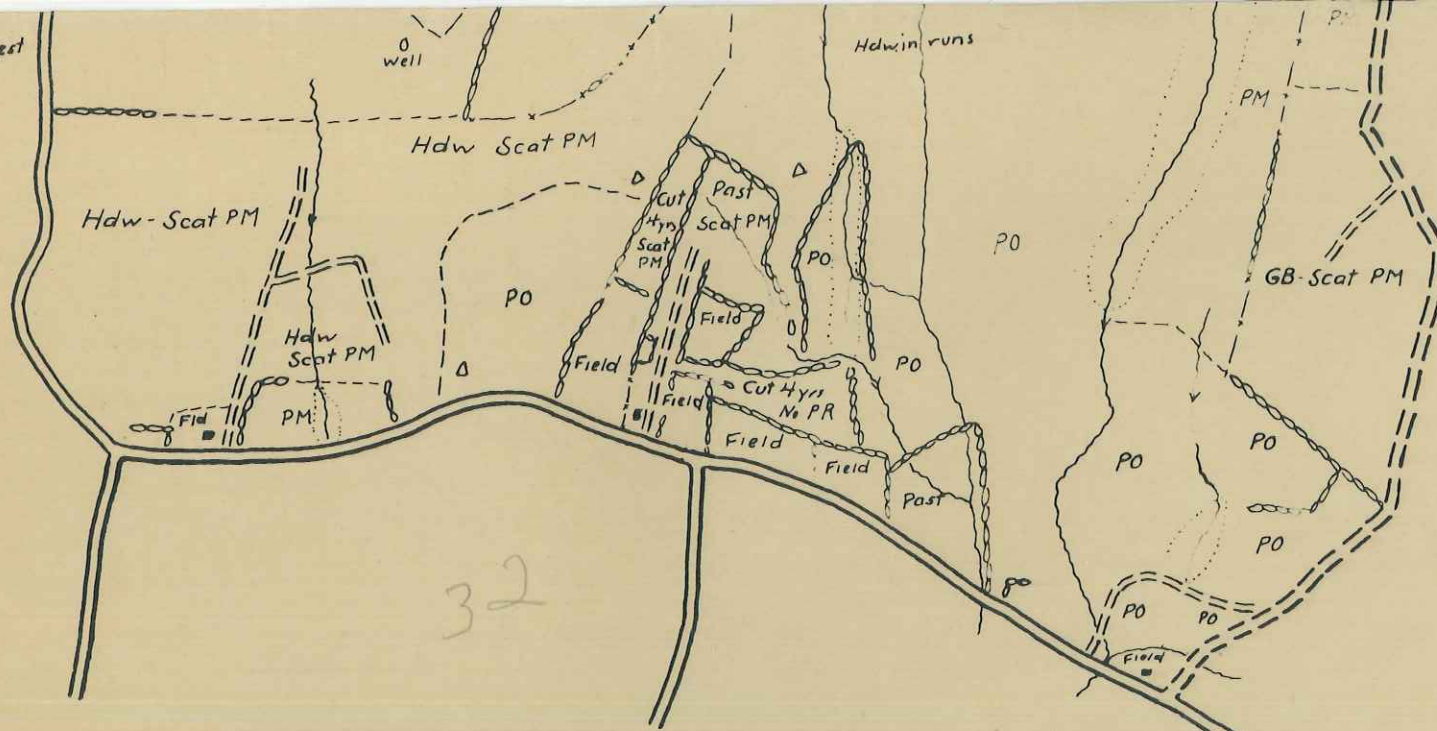 est
O
well
Hdw in runs
PM
PM
Hdw Scat PM
Hdw - Scat PM
Cut
4yrs
Scat
PM
Past
Scat PM
PO
PO
PO
GB-Scat PM
Hdw
Scat PM
Field
Field
PO
Field
Cut 4yrs
No PR
Fld
PM
Field
Field
Field
Past
PO
PO
PO
PO
PO
Field
32